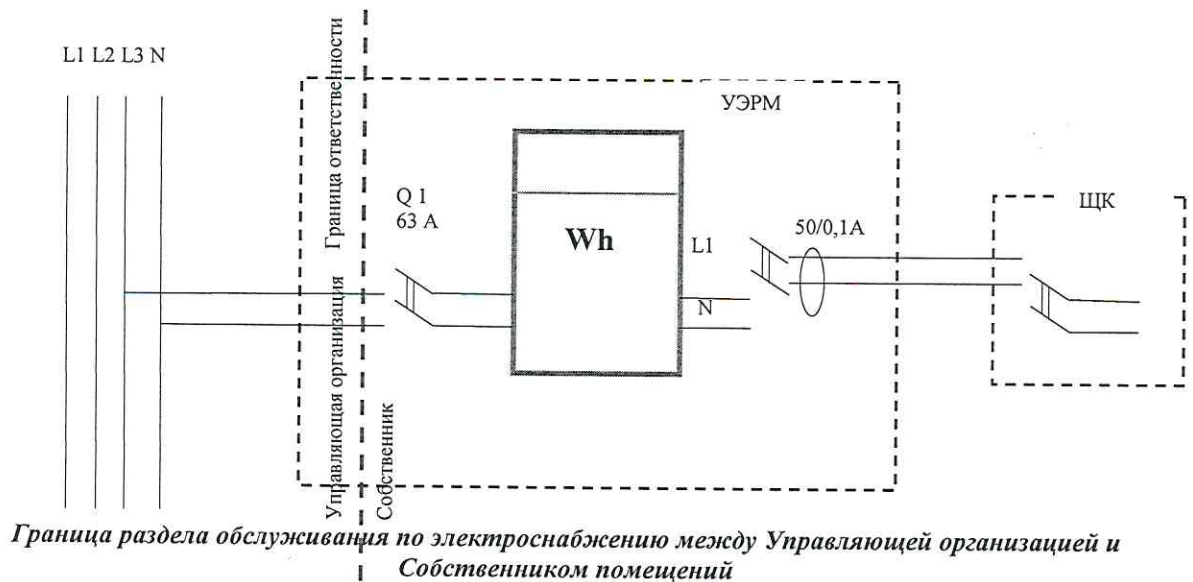 L1 L2 L3 N
Граница ответственности
УЭРМ
Q 1
63 А
Wh
L1
N
50/0,1А
ЩК
Управляющая организация
Собственник
Граница раздела обслуживания по электроснабжению между Управляющей организацией и
Собственником помещений